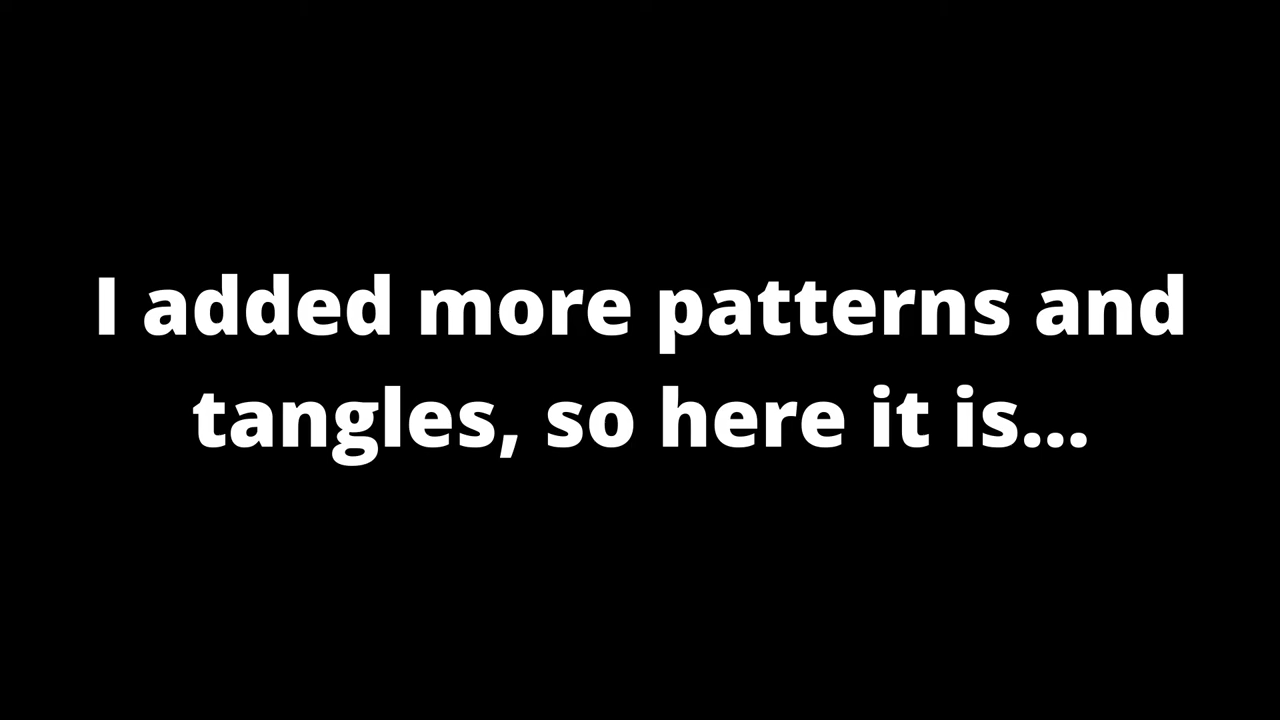 I added more patterns and
tangles, so here it is...